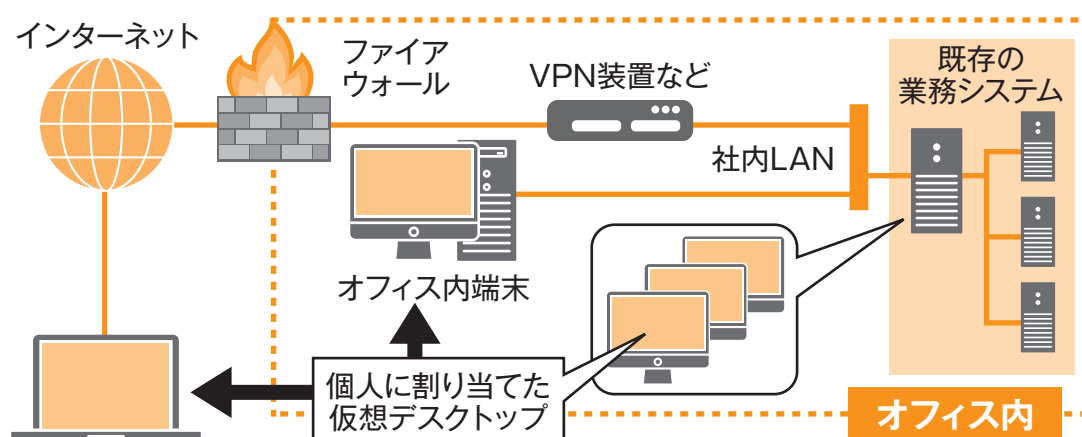 インターネット
ファイア
ウォール
VPN装置など
既存の
業務システム
社内LAN
オフィス内端末
個人に割り当てた
仮想デスクトップ
オフィス内